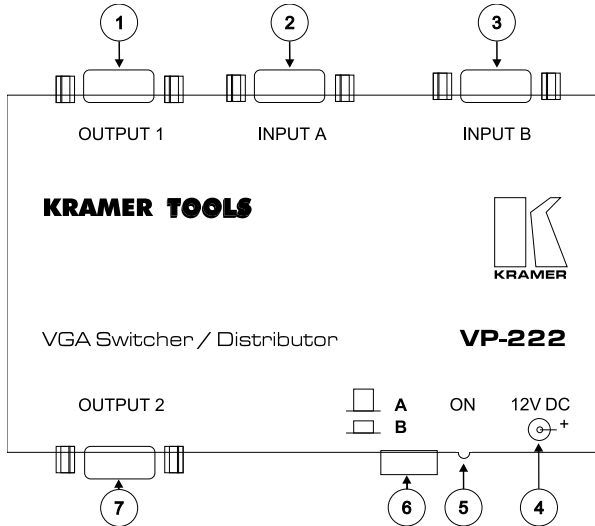 1 2 3
OUTPUT 1 INPUT A INPUT B
KRAMER TOOLS
KRAMER
VGA Switcher / Distributor VP-222
OUTPUT 2 A ON 12V DC
B +
7 6 5 4